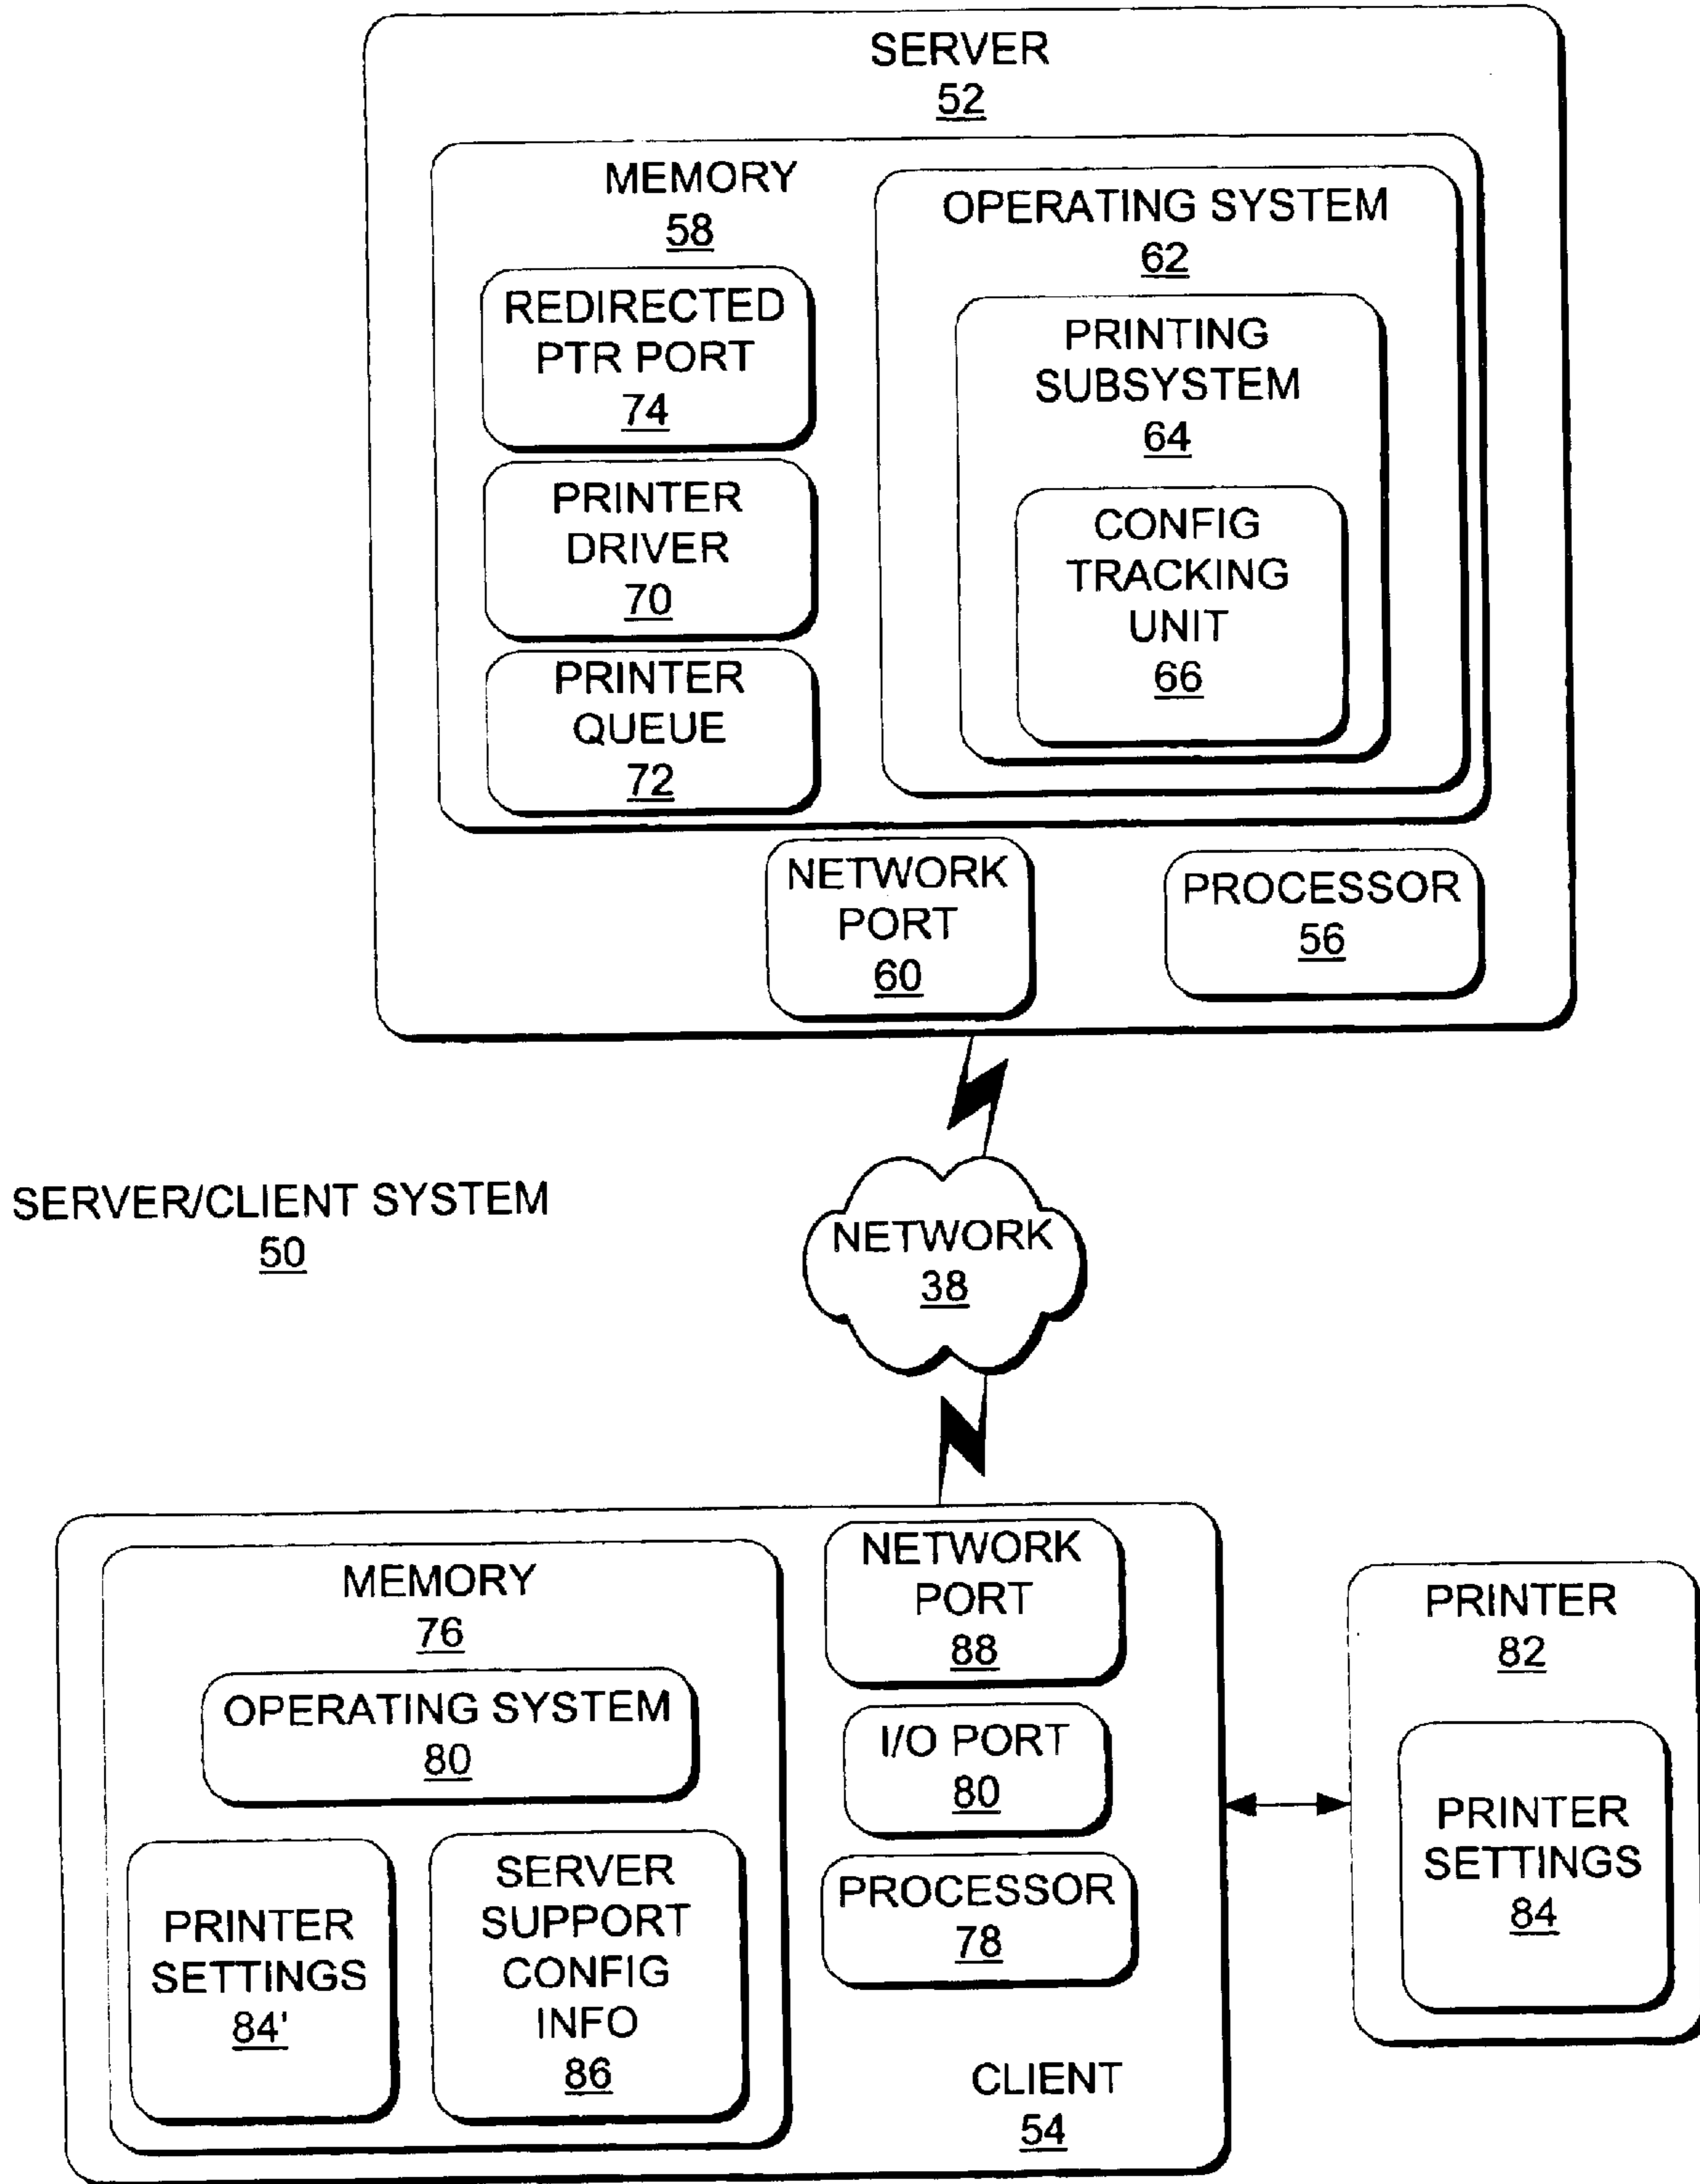 SERVER
52
MEMORY
58
REDIRECTED
PTR PORT
74
PRINTER
DRIVER
70
PRINTER
QUEUE
72
OPERATING SYSTEM
62
PRINTING
SUBSYSTEM
64
CONFIG
TRACKING
UNIT
66
NETWORK
PORT
60
PROCESSOR
56
SERVER/CLIENT SYSTEM
50
NETWORK
38
MEMORY
76
OPERATING SYSTEM
80
PRINTER
SETTINGS
84'
SERVER
SUPPORT
CONFIG
INFO
86
NETWORK
PORT
88
I/O PORT
80
PROCESSOR
78
CLIENT
54
PRINTER
82
PRINTER
SETTINGS
84